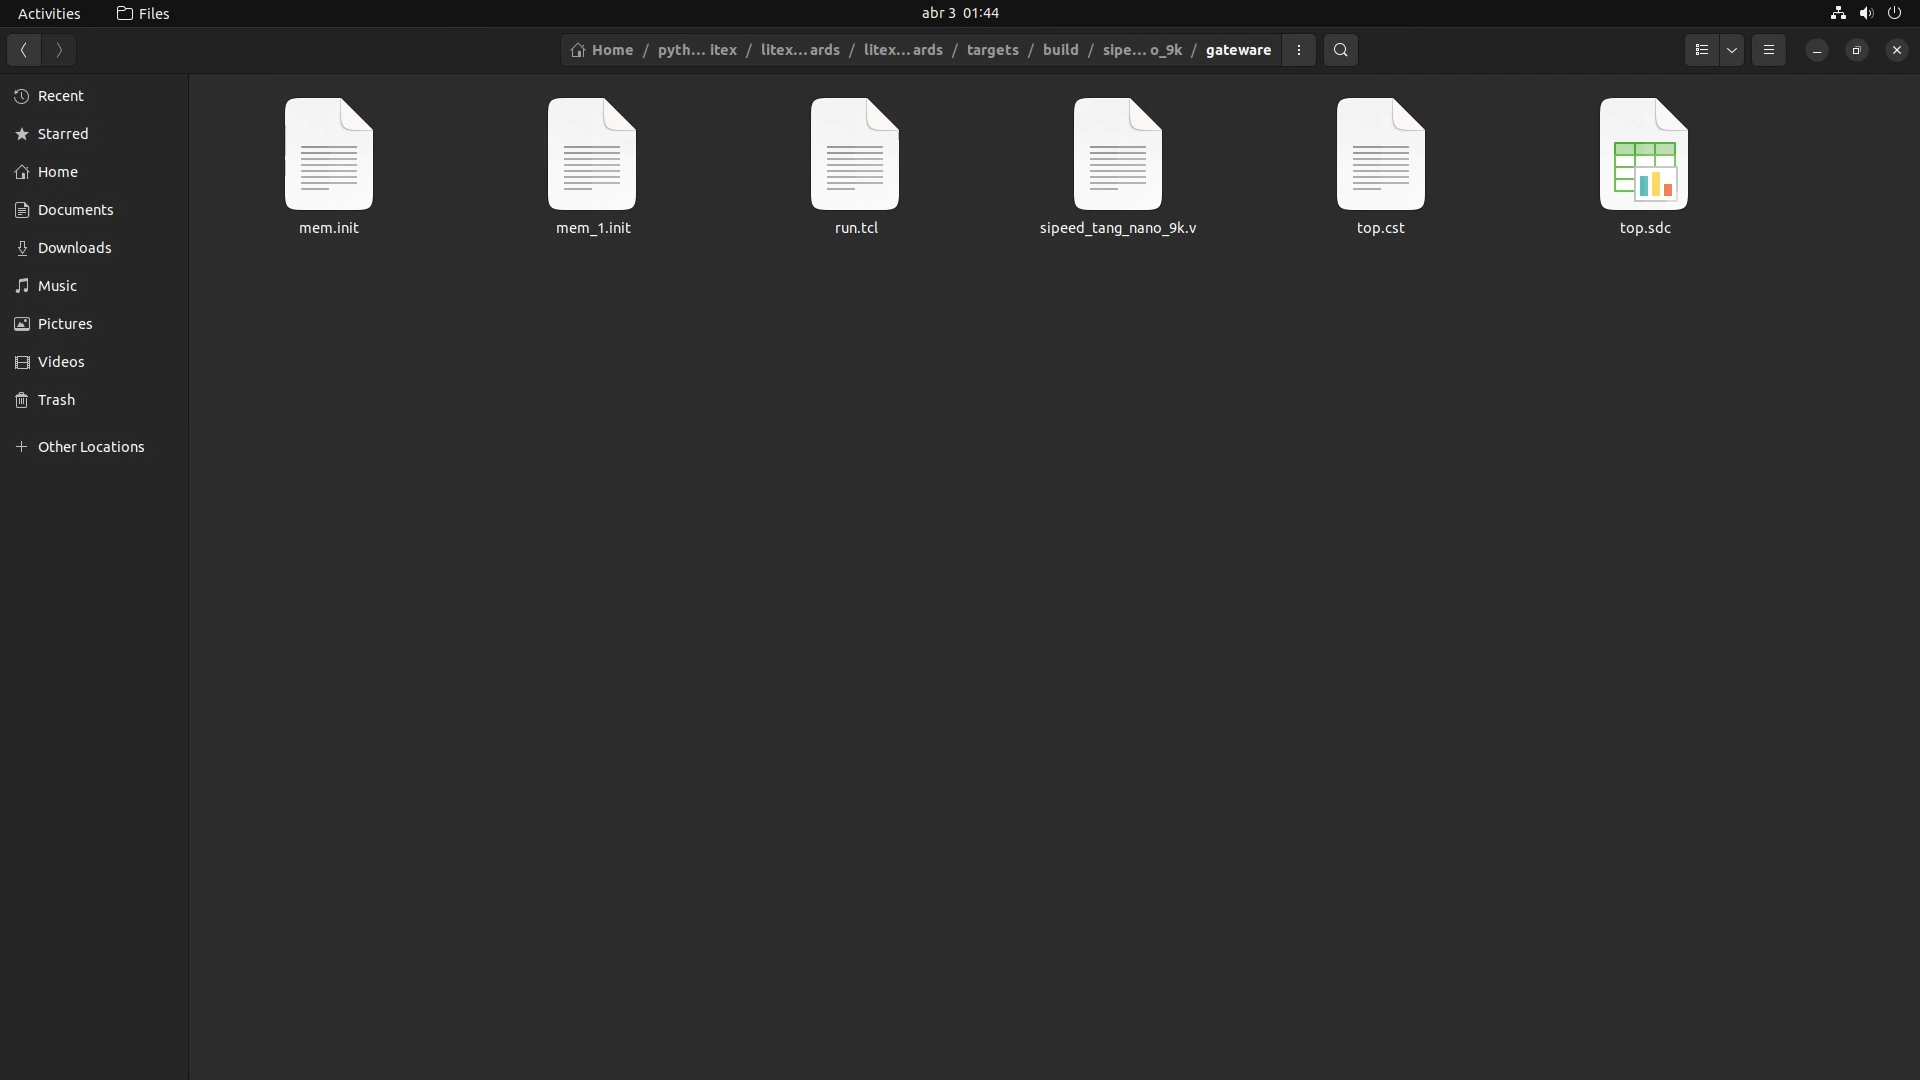 Activities
Files
abr 3 01:44
Home / pyth... itex / litex... ards / litex... ards / targets / build / sipe... o_9k / gateware
Recent
Starred
Home
Documents
Downloads
Music
Pictures
Videos
Trash
Other Locations
mem.init
mem_1.init
run.tcl
sipeed_tang_nano_9k.v
top.cst
top.sdc